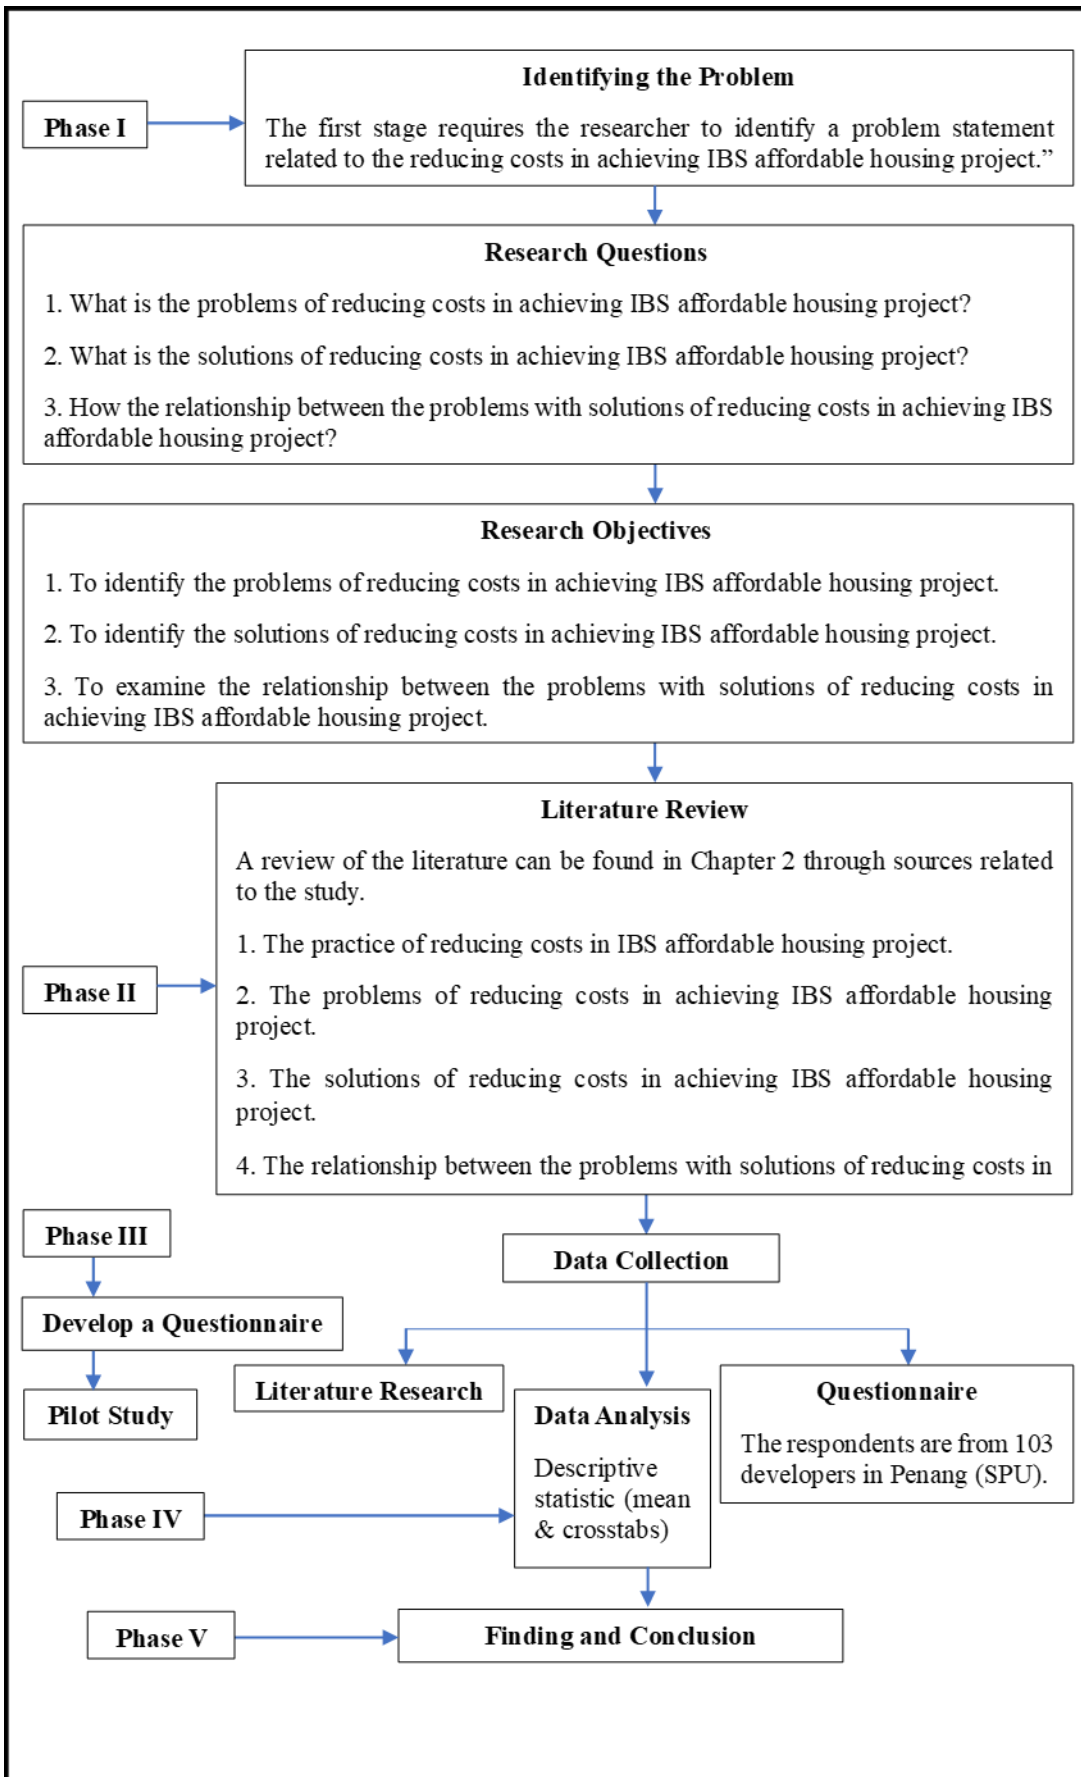 Identifying the Problem
Phase I
The first stage requires the researcher to identify a problem statement
related to the reducing costs in achieving IBS affordable housing project.”
Research Questions
1. What is the problems of reducing costs in achieving IBS affordable housing project?
2. What is the solutions of reducing costs in achieving IBS affordable housing project?
3. How the relationship between the problems with solutions of reducing costs in achieving IBS
affordable housing project?
Research Objectives
1. To identify the problems of reducing costs in achieving IBS affordable housing project.
2. To identify the solutions of reducing costs in achieving IBS affordable housing project.
3. To examine the relationship between the problems with solutions of reducing costs in
achieving IBS affordable housing project.
Literature Review
A review of the literature can be found in Chapter 2 through sources related
to the study.
1. The practice of reducing costs in IBS affordable housing project.
Phase II
2. The problems of reducing costs in achieving IBS affordable housing
project.
3. The solutions of reducing costs in achieving IBS affordable housing
project.
4. The relationship between the problems with solutions of reducing costs in
Phase III
Data Collection
Develop a Questionnaire
Literature Research
Questionnaire
Pilot Study
Data Analysis
The respondents are from 103
developers in Penang (SPU).
Descriptive
statistic (mean
& crosstabs)
Phase IV
Phase V
Finding and Conclusion